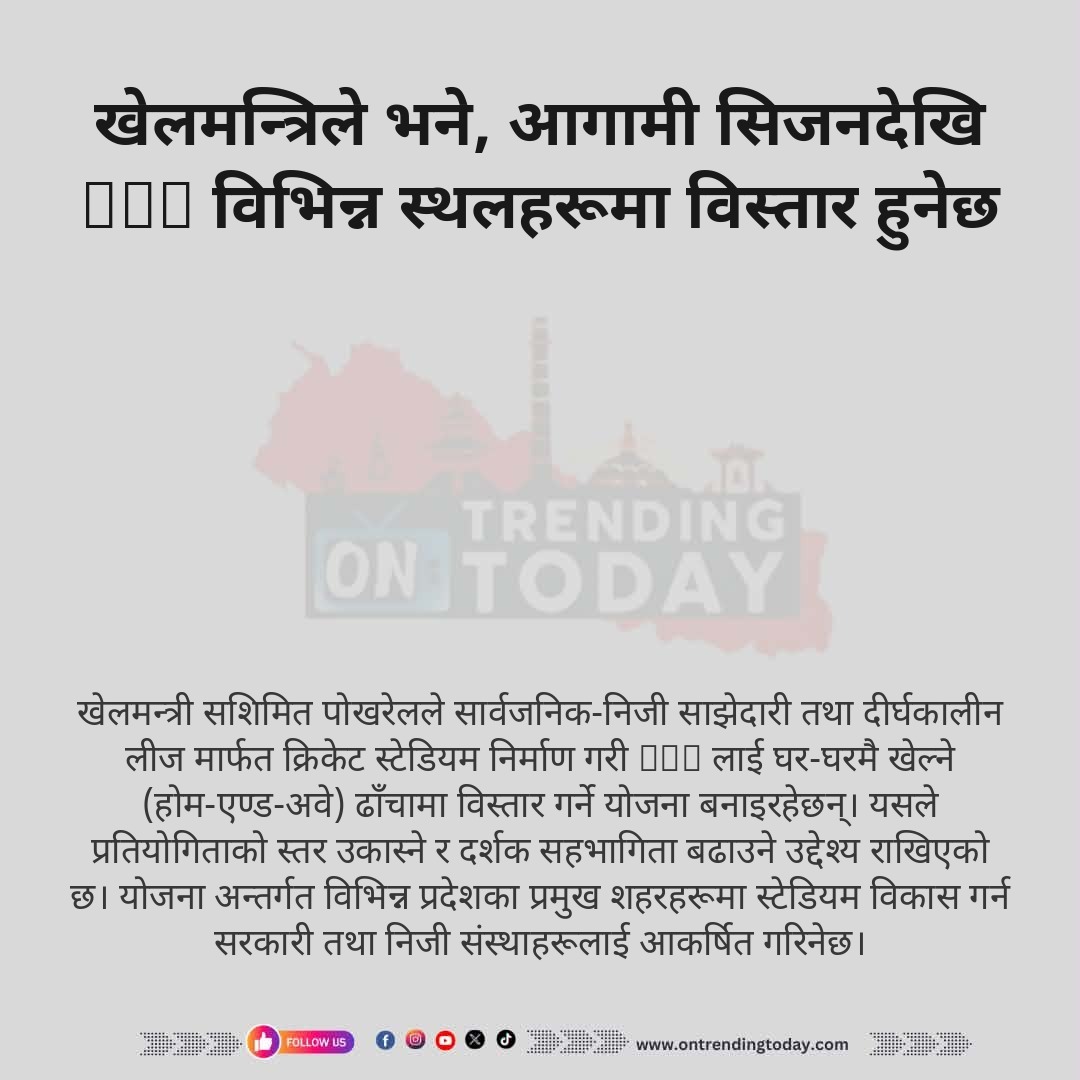 खेलमन्त्रिले भने, आगामी सिजनदेखि
▯▯▯ विभिन्न स्थलहरूमा विस्तार हुनेछ
ON TRENDING
TODAY
खेलमन्त्री सशिमित पोखरेलले सार्वजनिक-निजी साझेदारी तथा दीर्घकालीन
लीज मार्फत क्रिकेट स्टेडियम निर्माण गरी ▯▯▯ लाई घर-घरमै खेल्ने
(होम-एण्ड-अवे) ढाँचामा विस्तार गर्ने योजना बनाइरहेछन्। यसले
प्रतियोगिताको स्तर उकास्ने र दर्शक सहभागिता बढाउने उद्देश्य राखिएको
छ। योजना अन्तर्गत विभिन्न प्रदेशका प्रमुख शहरहरूमा स्टेडियम विकास गर्न
सरकारी तथा निजी संस्थाहरूलाई आकर्षित गरिनेछ।
FOLLOW US www.ontrendingtoday.com